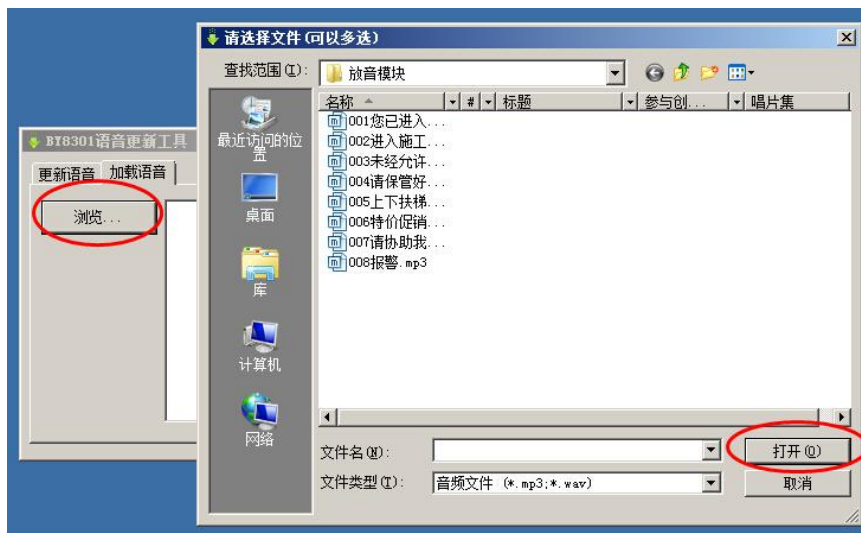 请选择文件(可以多选)
查找范围(I):
放音模块
名称
#
标题
参与创...
唱片集
001您已进入...
002进入施工...
003未经允许...
004请保管好...
005上下扶梯...
006特价促销...
007请协助我...
008报警.mp3
最近访问的位置
桌面
库
计算机
网络
文件名(N):
打开(O)
文件类型(T):
音频文件 (*.mp3;*.wav)
取消
BY8301语音更新工具
更新语音
加载语音
浏览...